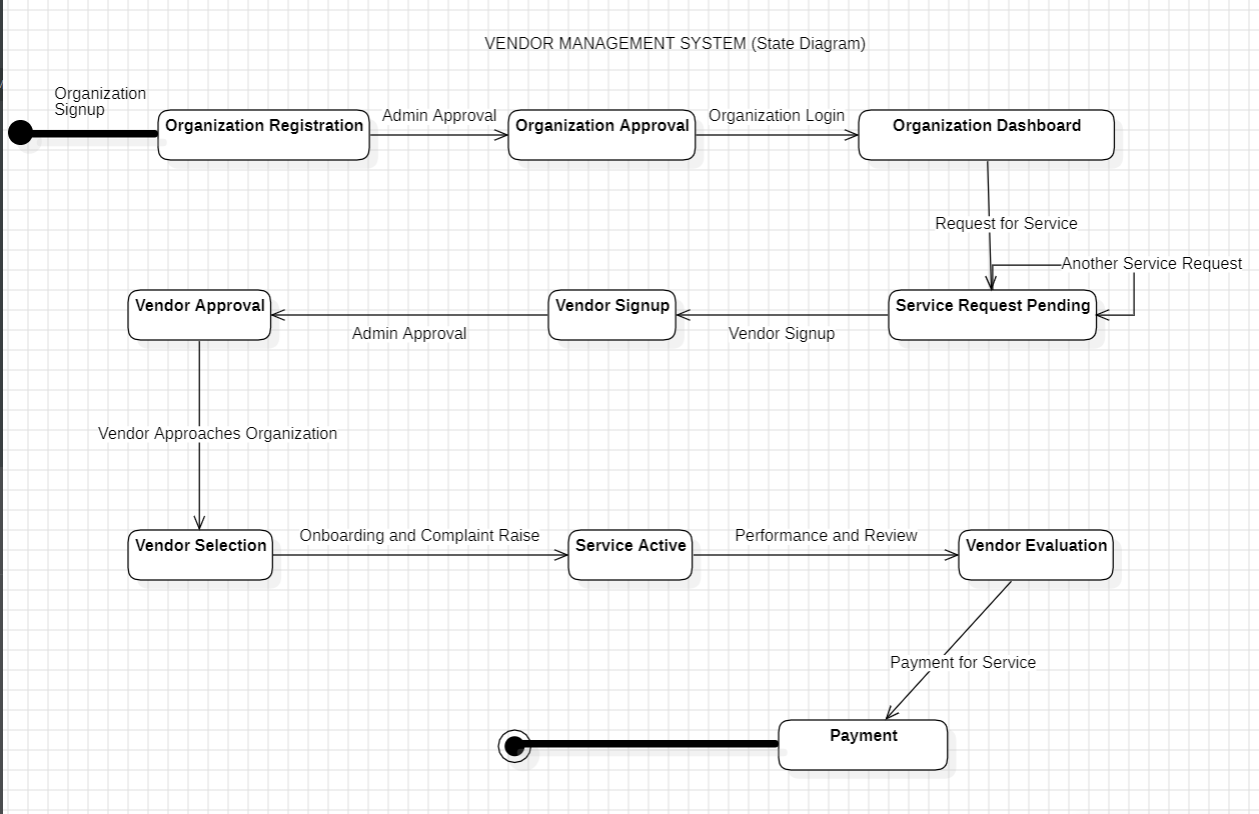 VENDOR MANAGEMENT SYSTEM (State Diagram)
Organization
Signup
Organization Registration
Admin Approval
Organization Approval
Organization Login
Organization Dashboard
Request for Service
Another Service Request
Service Request Pending
Vendor Signup
Vendor Signup
Admin Approval
Vendor Approval
Vendor Approaches Organization
Vendor Selection
Onboarding and Complaint Raise
Service Active
Performance and Review
Vendor Evaluation
Payment for Service
Payment